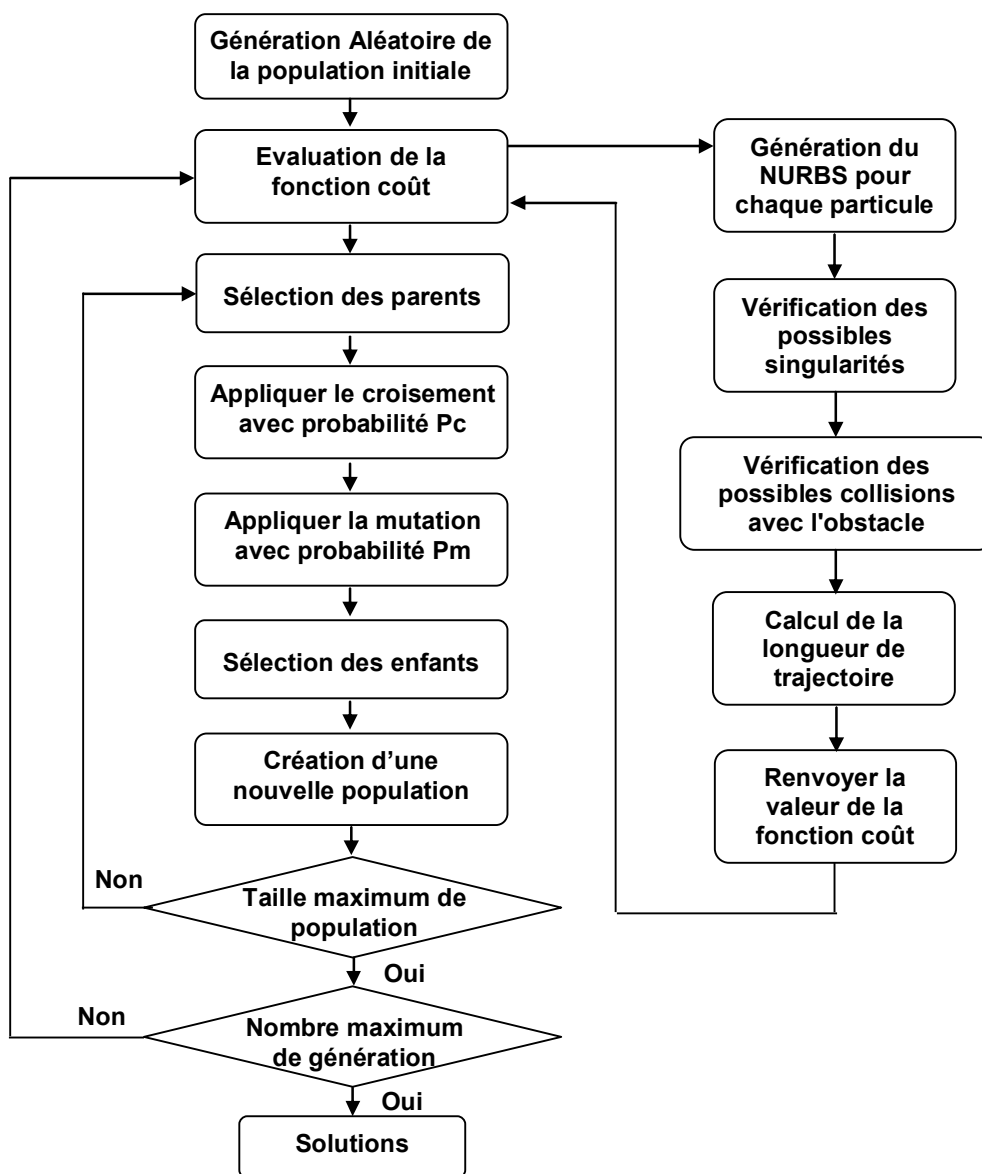 Génération Aléatoire de
la population initiale
Evaluation de la
fonction coût
Sélection des parents
Appliquer le croisement
avec probabilité Pc
Appliquer la mutation
avec probabilité Pm
Sélection des enfants
Création d’une
nouvelle population
Non
Taille maximum de
population
Oui
Non
Nombre maximum
de génération
Oui
Solutions
Génération du
NURBS pour
chaque particule
Vérification des
possibles
singularités
Vérification des
possibles collisions
avec l'obstacle
Calcul de la
longueur de
trajectoire
Renvoyer la
valeur de la
fonction coût